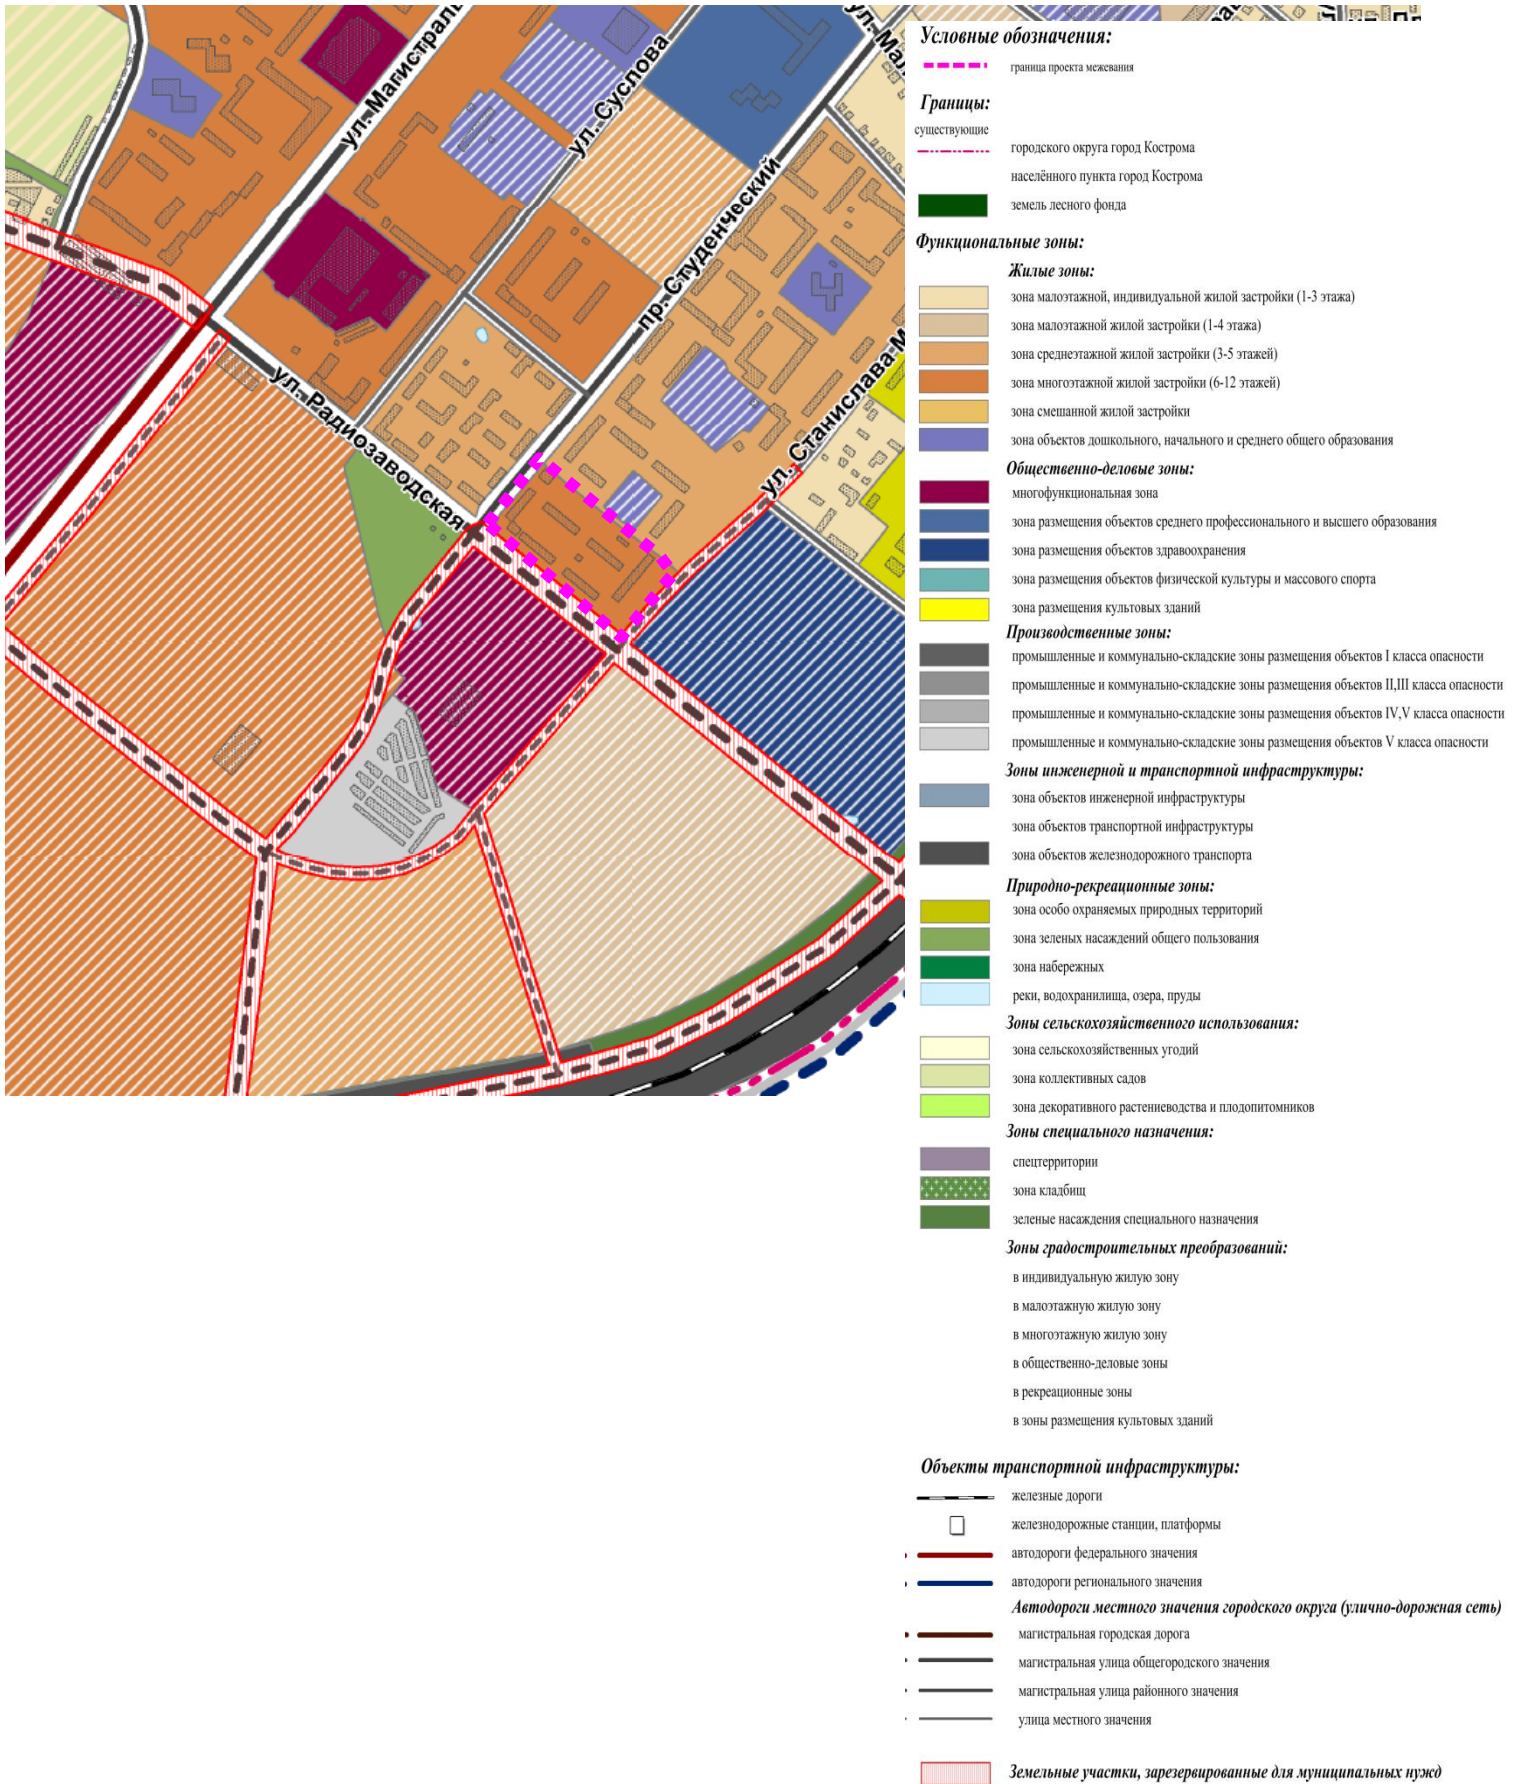 ул. Магистраль
ул. Суслова
ул. Ма
пр. Студенческий
ул. Радиозаводская
ул. Станислава М
Условные обозначения:
граница проекта межевания
Границы:
существующие
городского округа город Кострома
населённого пункта город Кострома
земель лесного фонда
Функциональные зоны:
Жилые зоны:
зона малоэтажной, индивидуальной жилой застройки (1-3 этажа)
зона малоэтажной жилой застройки (1-4 этажа)
зона среднеэтажной жилой застройки (3-5 этажей)
зона многоэтажной жилой застройки (6-12 этажей)
зона смешанной жилой застройки
зона объектов дошкольного, начального и среднего общего образования
Общественно-деловые зоны:
многофункциональная зона
зона размещения объектов среднего профессионального и высшего образования
зона размещения объектов здравоохранения
зона размещения объектов физической культуры и массового спорта
зона размещения культовых зданий
Производственные зоны:
промышленные и коммунально-складские зоны размещения объектов I класса опасности
промышленные и коммунально-складские зоны размещения объектов II,III класса опасности
промышленные и коммунально-складские зоны размещения объектов IV,V класса опасности
промышленные и коммунально-складские зоны размещения объектов V класса опасности
Зоны инженерной и транспортной инфраструктуры:
зона объектов инженерной инфраструктуры
зона объектов транспортной инфраструктуры
зона объектов железнодорожного транспорта
Природно-рекреационные зоны:
зона особо охраняемых природных территорий
зона зеленых насаждений общего пользования
зона набережных
реки, водохранилища, озера, пруды
Зоны сельскохозяйственного использования:
зона сельскохозяйственных угодий
зона коллективных садов
зона декоративного растениеводства и плодопитомников
Зоны специального назначения:
спецтерритории
зона кладбищ
зеленые насаждения специального назначения
Зоны градостроительных преобразований:
в индивидуальную жилую зону
в малоэтажную жилую зону
в многоэтажную жилую зону
в общественно-деловые зоны
в рекреационные зоны
в зоны размещения культовых зданий
Объекты транспортной инфраструктуры:
железные дороги
железнодорожные станции, платформы
автодороги федерального значения
автодороги регионального значения
Автодороги местного значения городского округа (улично-дорожная сеть)
магистральная городская дорога
магистральная улица общегородского значения
магистральная улица районного значения
улица местного значения
Земельные участки, зарезервированные для муниципальных нужд